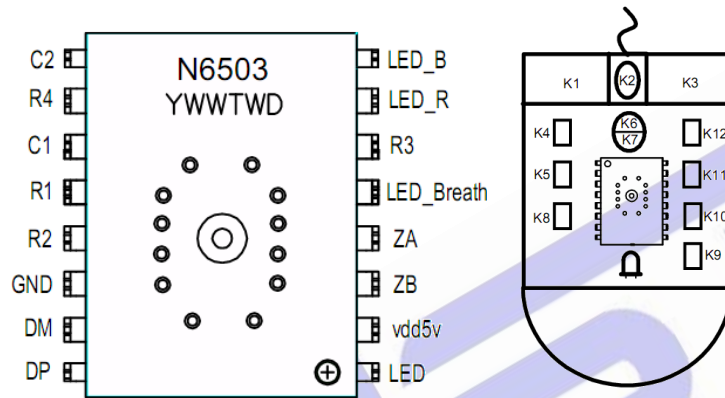 N6503
YWWTWD
C2
R4
C1
R1
R2
GND
DM
DP
LED_B
LED_R
R3
LED_Breath
ZA
ZB
vdd5v
LED
K1 K2 K3
K4 K6 K12
K7
K5 K11
K8 K10
K9